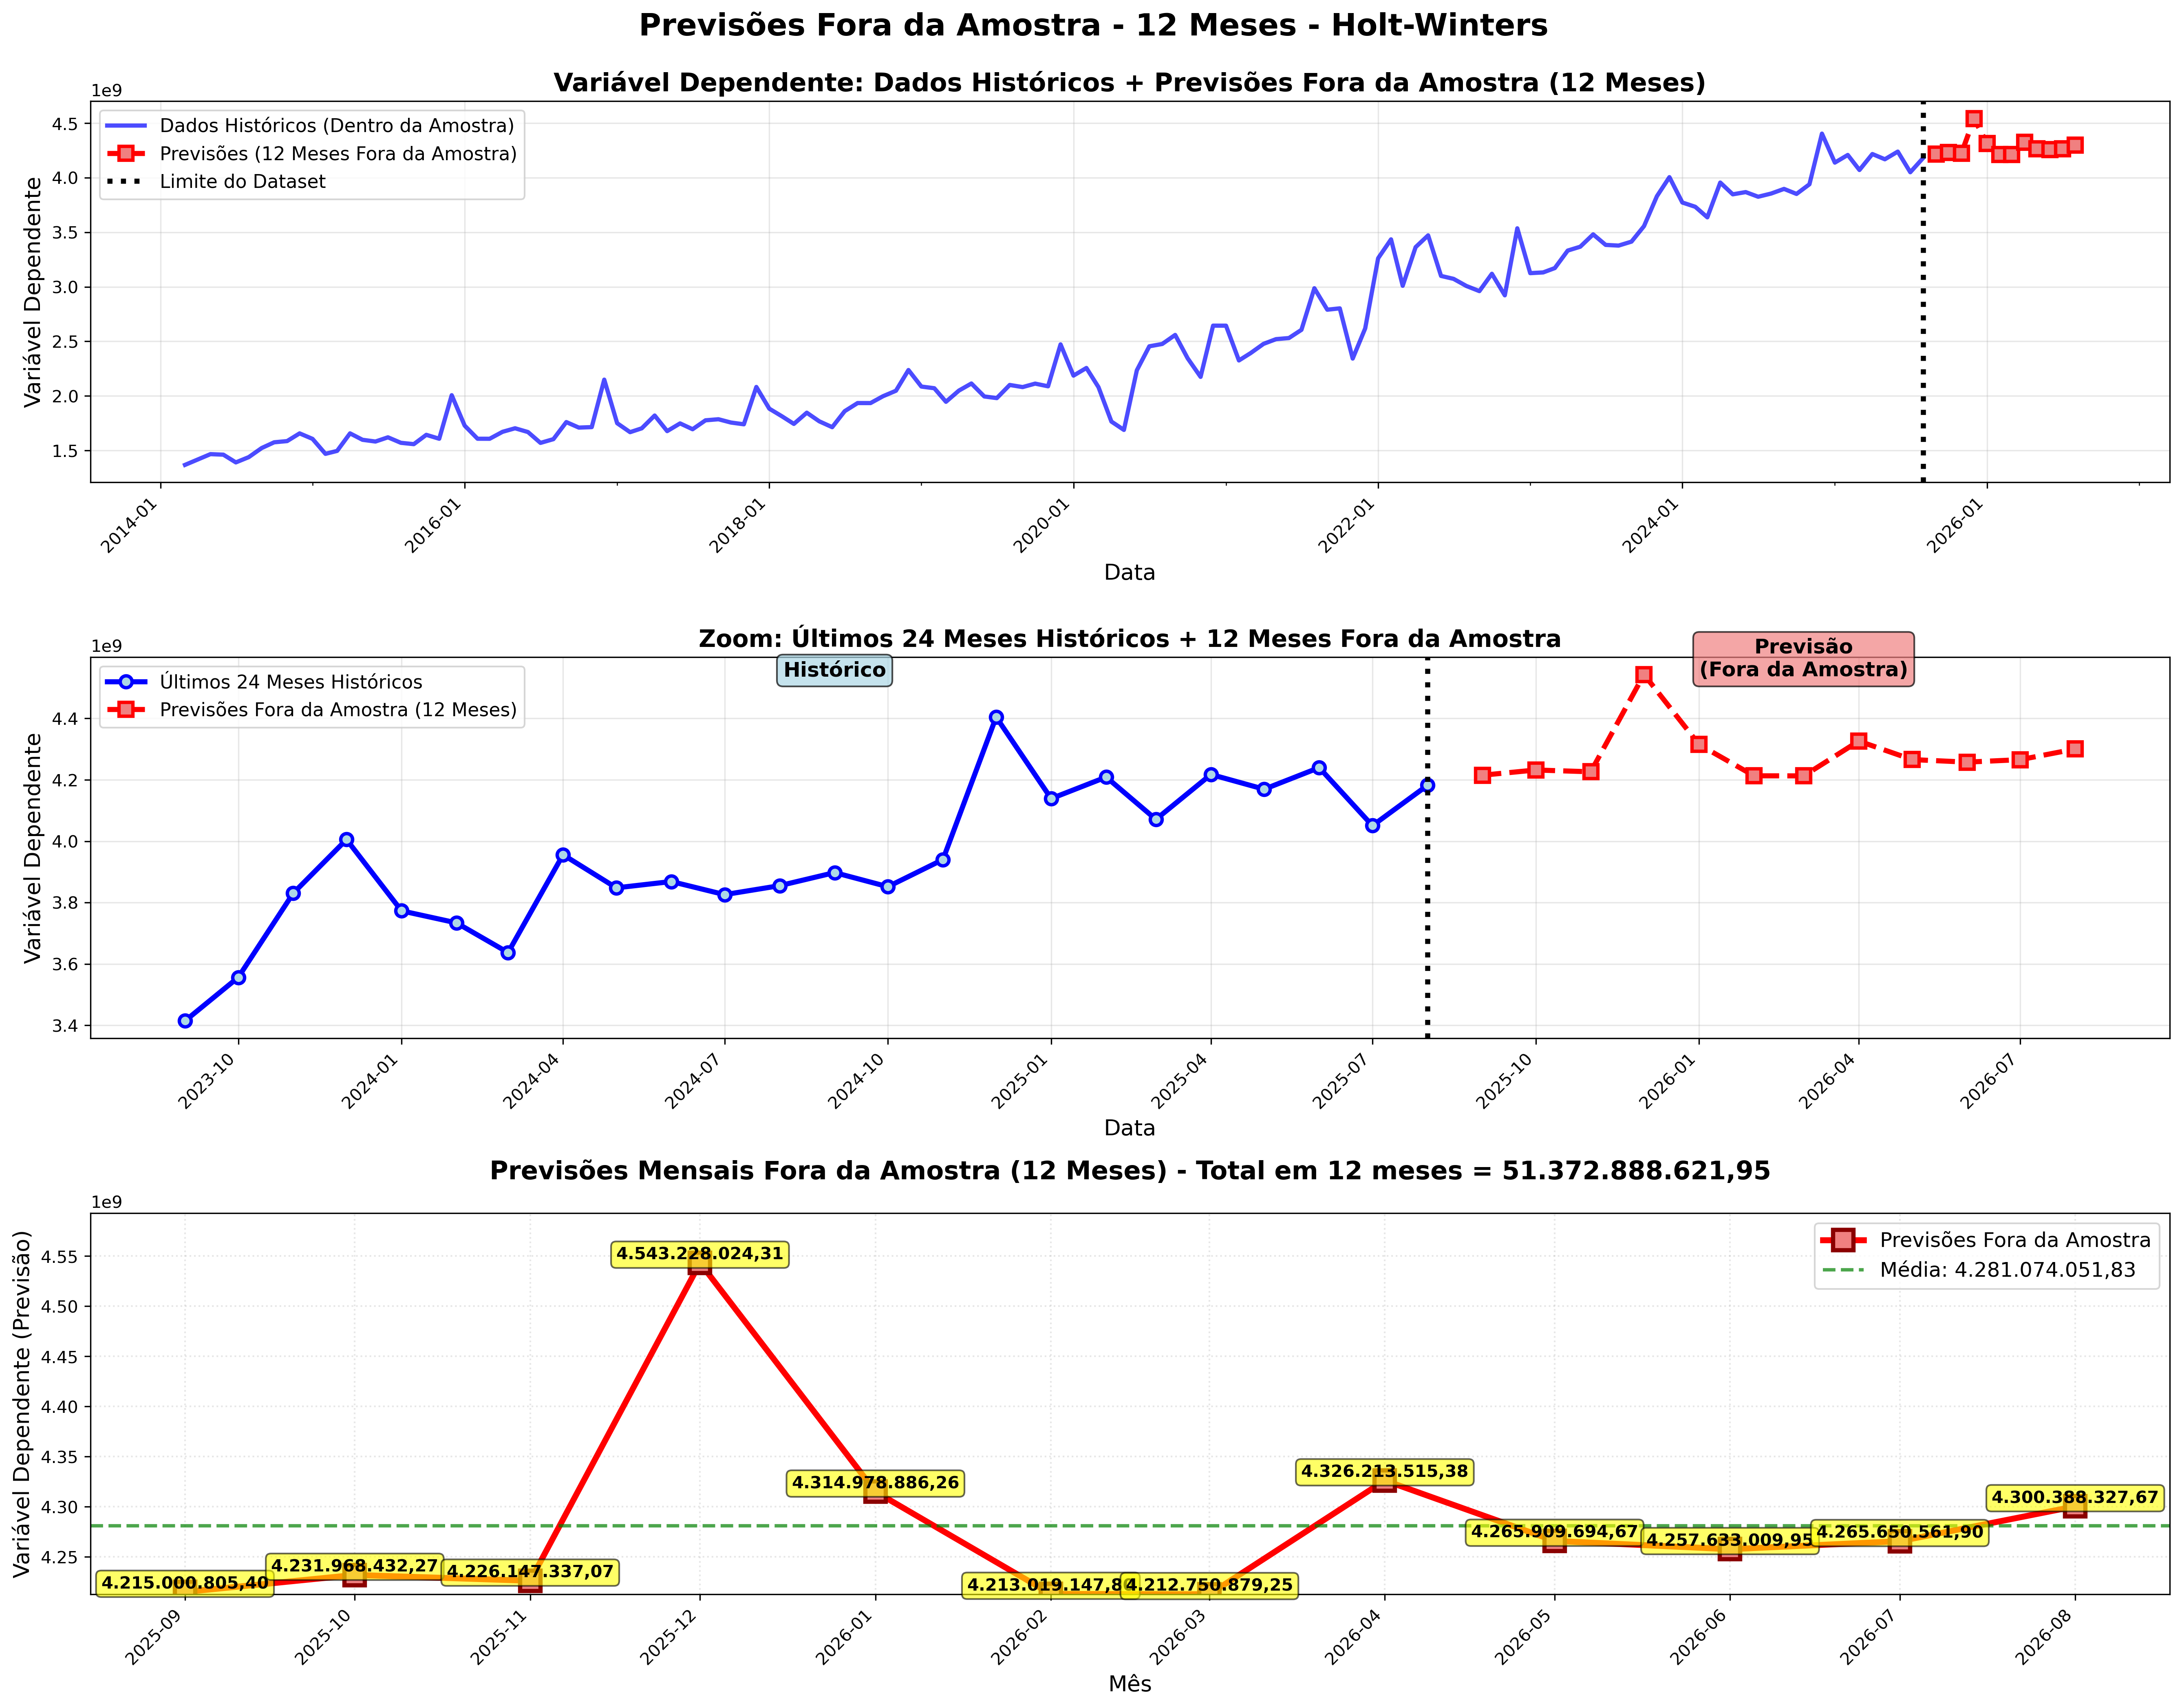 Previsões Fora da Amostra - 12 Meses - Holt-Winters
Variável Dependente: Dados Históricos + Previsões Fora da Amostra (12 Meses)
1e9
Dados Históricos (Dentro da Amostra)
Previsões (12 Meses Fora da Amostra)
Limite do Dataset
Variável Dependente
4.5
4.0
3.5
3.0
2.5
2.0
1.5
2014-01
2016-01
2018-01
2020-01
2022-01
2024-01
2026-01
Data
Zoom: Últimos 24 Meses Históricos + 12 Meses Fora da Amostra
1e9
Últimos 24 Meses Históricos
Previsões Fora da Amostra (12 Meses)
Histórico
Previsão
(Fora da Amostra)
Variável Dependente
4.4
4.2
4.0
3.8
3.6
3.4
2023-10
2024-01
2024-04
2024-07
2024-10
2025-01
2025-04
2025-07
2025-10
2026-01
2026-04
2026-07
Data
Previsões Mensais Fora da Amostra (12 Meses) - Total em 12 meses = 51.372.888.621,95
1e9
Previsões Fora da Amostra
Média: 4.281.074.051,83
Variável Dependente (Previsão)
4.55
4.50
4.45
4.40
4.35
4.30
4.25
4.215.000.805,40
4.231.968.432,27
4.226.147.337,07
4.543.228.024,31
4.314.978.886,26
4.212.750.879,25
4.326.213.515,38
4.265.909.694,67
4.257.633.009,95
4.265.650.561,90
4.300.388.327,67
2025-09
2025-10
2025-11
2025-12
2026-01
2026-02
2026-03
2026-04
2026-05
2026-06
2026-07
2026-08
Mês